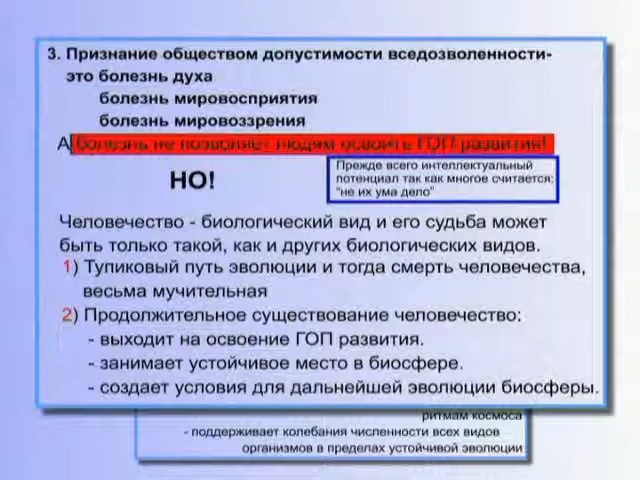 3. Признание обществом допустимости вседозволенности-
это болезнь духа
болезнь мировосприятия
болезнь мировоззрения
А болезнь не позволяет людям освоить ГОП развития!
НО!
Прежде всего интеллектуальный
потенциал так как многое считается:
"не их ума дело"
Человечество - биологический вид и его судьба может
быть только такой, как и других биологических видов.
1) Тупиковый путь эволюции и тогда смерть человечества,
весьма мучительная
2) Продолжительное существование человечество:
- выходит на освоение ГОП развития.
- занимает устойчивое место в биосфере.
- создает условия для дальнейшей эволюции биосферы.
ритмам космоса
- поддерживает колебания численности всех видов
организмов в пределах устойчивой эволюции